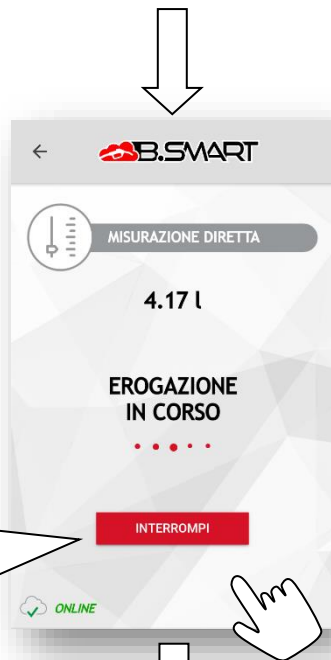 B.SMART
MISURAZIONE DIRETTA
4.17 l
EROGAZIONE
IN CORSO
INTERROMPI
ONLINE